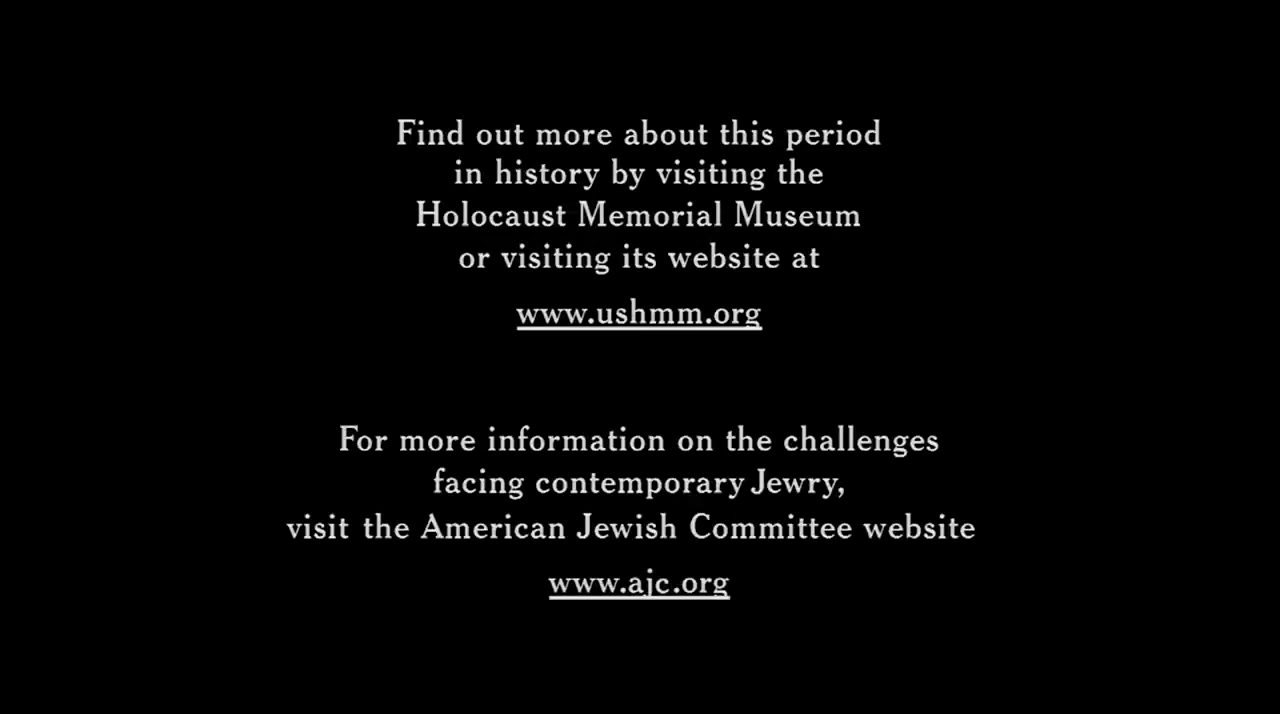 Find out more about this period
in history by visiting the
Holocaust Memorial Museum
or visiting its website at
www.ushmm.org
For more information on the challenges
facing contemporary Jewry,
visit the American Jewish Committee website
www.ajc.org